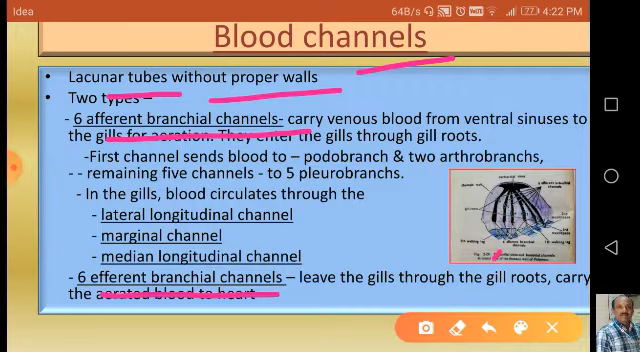 Idea 64B/s 77 4:22 PM
Blood channels
• Lacunar tubes without proper walls
• Two types –
- 6 afferent branchial channels- carry venous blood from ventral sinuses to
the gills for aeration. They enter the gills through gill roots.
-First channel sends blood to – podobranch & two arthrobranchs,
- - remaining five channels - to 5 pleurobranchs.
- In the gills, blood circulates through the
- lateral longitudinal channel
- marginal channel
- median longitudinal channel
- 6 efferent branchial channels – leave the gills through the gill roots, carry
the aerated blood to heart